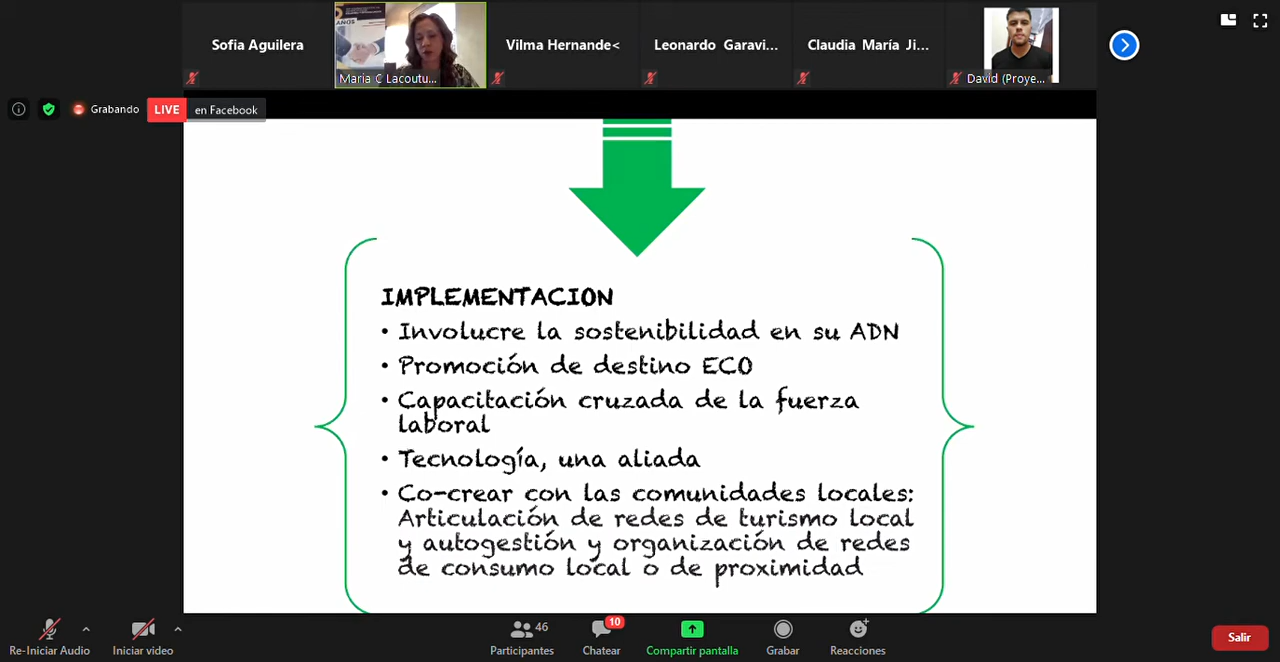 Sofia Aguilera
Maria C Lacoutu...
Vilma Hernande<
Leonardo Garavi...
Claudia María Ji...
David (Proye...
Grabando
LIVE
en Facebook
IMPLEMENTACION
• Involucre la sostenibilidad en su ADN
• Promoción de destino ECO
• Capacitación cruzada de la fuerza
laboral
• Tecnología, una aliada
• Co-crear con las comunidades locales:
Articulación de redes de turismo local
y autogestión y organización de redes
de consumo local o de proximidad
Re-Iniciar Audio
Iniciar video
46
Participantes
10
Chatear
Compartir pantalla
Grabar
Reacciones
Salir